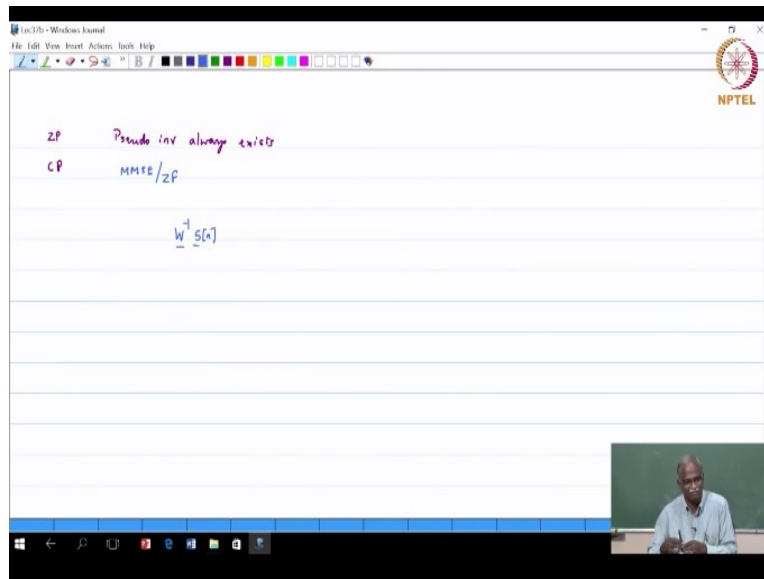 Lec37b - Windows Journal
File Edit View Insert Actions Tools Help
B I
NPTEL
ZP Pseudo inv always exists
CP MMSE/ZF
W⁻¹ S[n]